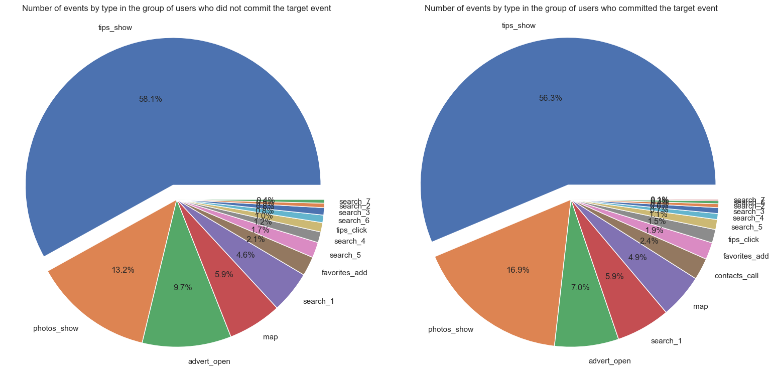 Number of events by type in the group of users who did not commit the target event
tips_show
58.1%
13.2%
photos_show
9.7%
advert_open
5.9%
map
4.6%
search_1
2.1%
favorites_add
1.7%
search_5
search_4
tips_click
search_6
search_3
search_7
Number of events by type in the group of users who committed the target event
tips_show
56.3%
16.9%
photos_show
7.0%
advert_open
5.9%
search_1
4.9%
map
2.4%
contacts_call
1.9%
favorites_add
1.5%
tips_click
1.1%
search_5
search_4
search_3